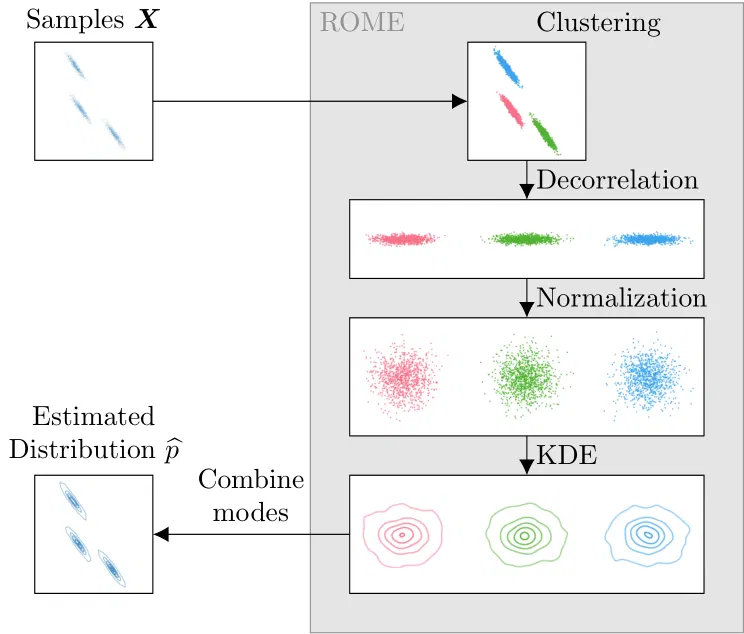 Samples X
ROME
Clustering
Decorrelation
Normalization
KDE
Combine
modes
Estimated
Distribution p̂